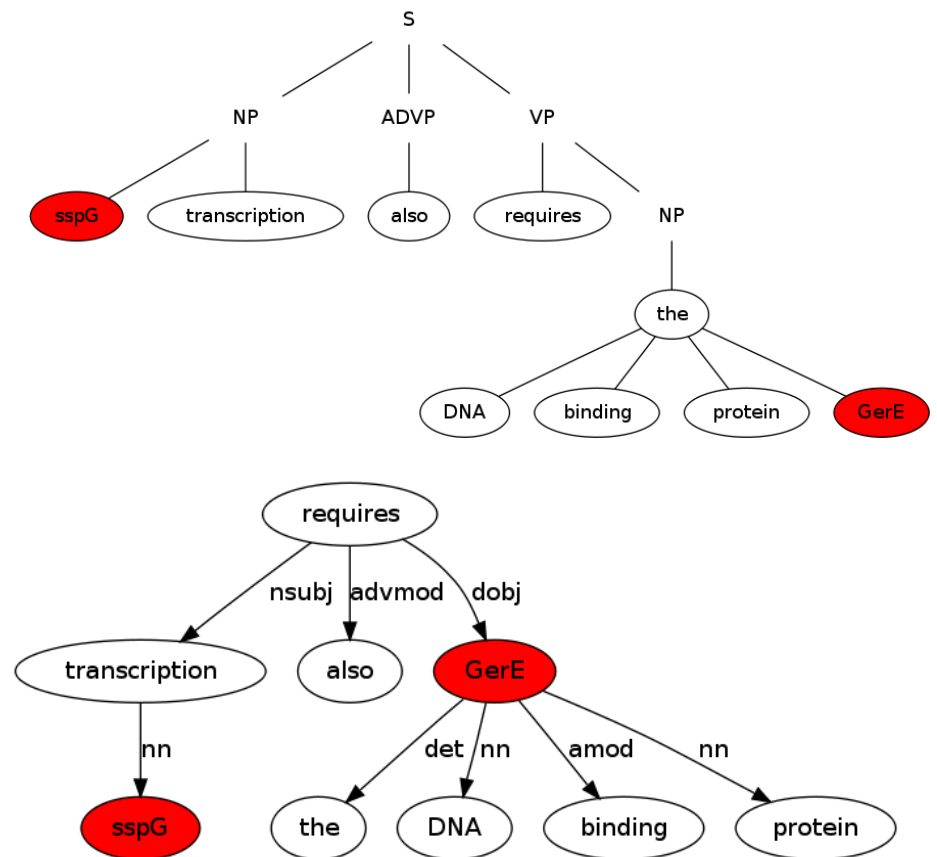 S
NP ADVP VP
sspG transcription also requires NP
the
DNA binding protein GerE
requires
nsubj advmod dobj
transcription also GerE
nn det nn amod nn
sspG the DNA binding protein